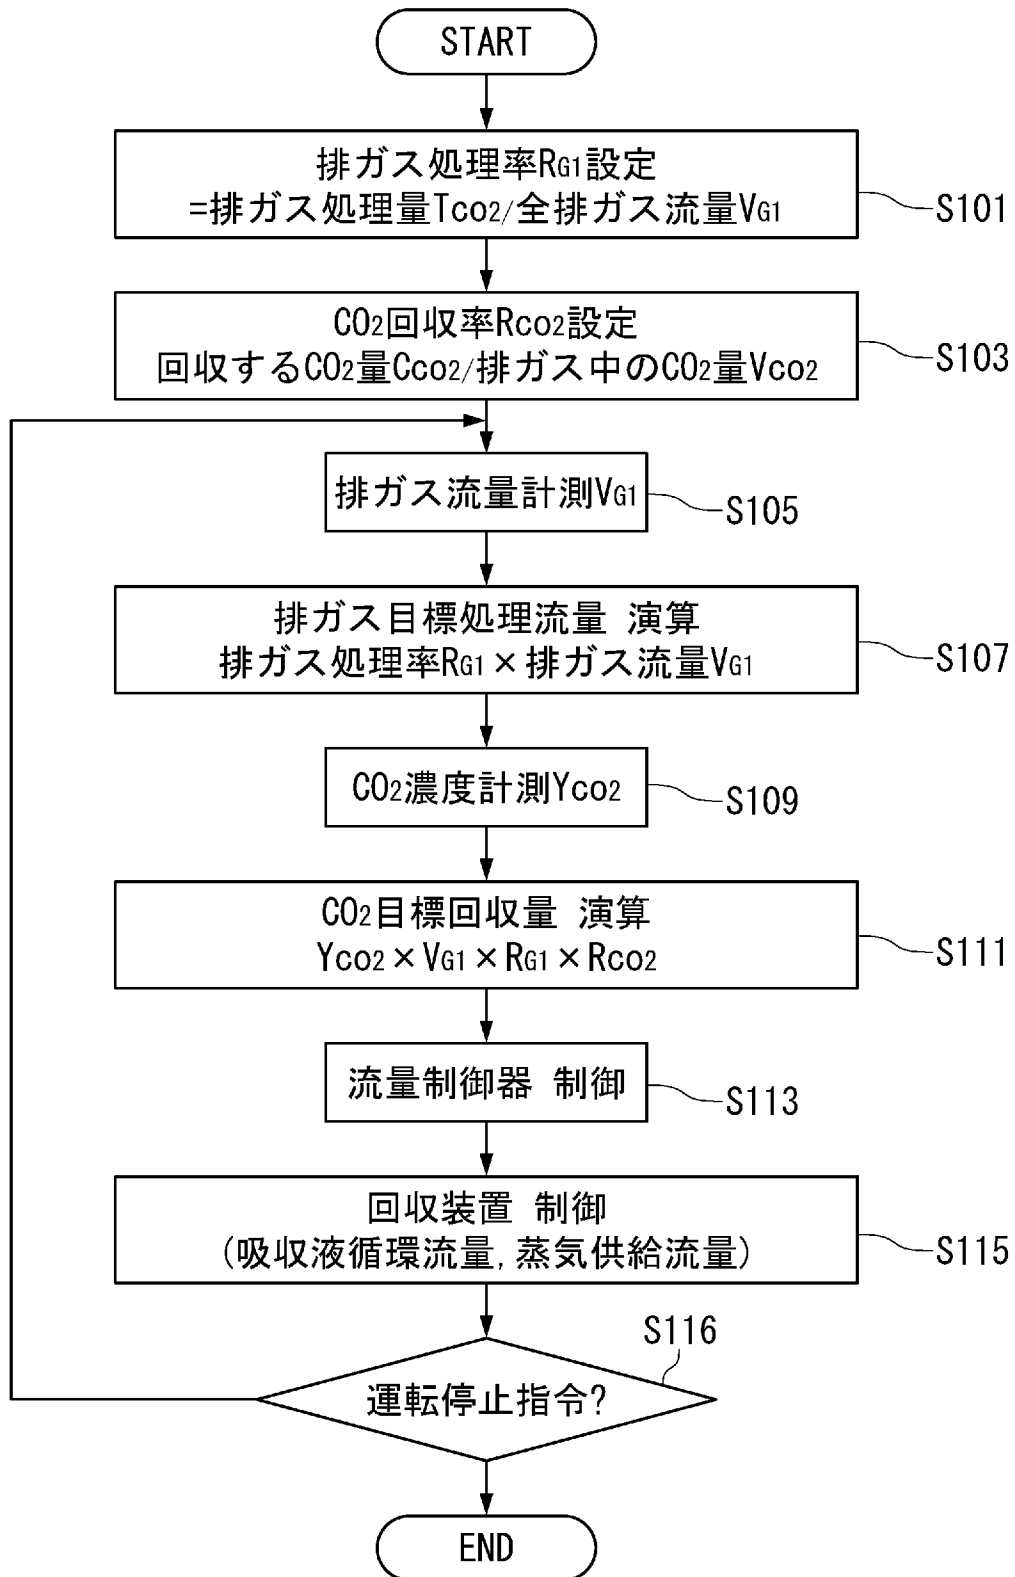 START
排ガス処理率RG1設定
=排ガス処理量Tco2/全排ガス流量VG1
S101
CO2回収率Rco2設定
回収するCO2量Cco2/排ガス中のCO2量Vco2
S103
排ガス流量計測VG1
S105
排ガス目標処理流量 演算
排ガス処理率RG1×排ガス流量VG1
S107
CO2濃度計測Yco2
S109
CO2目標回収量 演算
Yco2×VG1×RG1×Rco2
S111
流量制御器 制御
S113
回収装置 制御
(吸収液循環流量,蒸気供給流量)
S115
S116
運転停止指令?
END